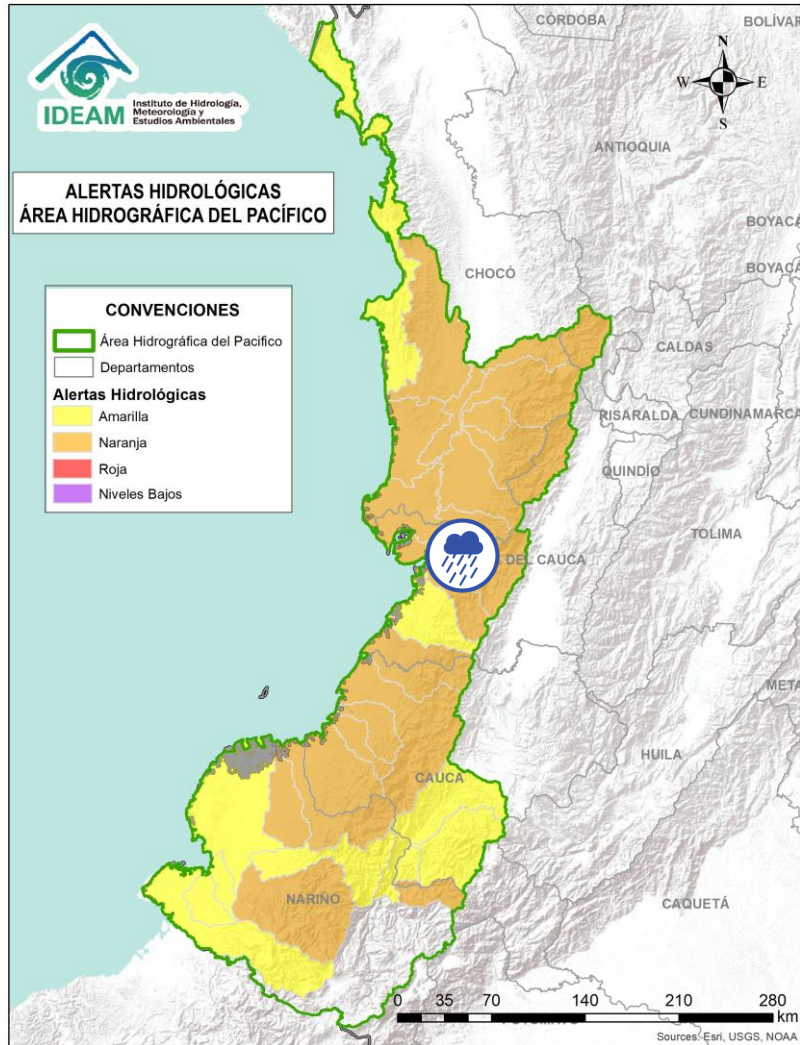 IDEAM
Instituto de Hidrología,
Meteorología y
Estudios Ambientales
ALERTAS HIDROLÓGICAS
ÁREA HIDROGRÁFICA DEL PACÍFICO
CONVENCIONES
Área Hidrográfica del Pacifico
Departamentos
Alertas Hidrológicas
Amarilla
Naranja
Roja
Niveles Bajos
CÓRDOBA
BOLÍVAR
N
W E
S
ANTIOQUIA
BOYACÁ
CHOCÓ
BOYACÁ
CALDAS
RISARALDA
CUNDINAMARCA
QUINDÍO
TOLIMA
DEL CAUCA
META
HUILA
CAUCA
NARIÑO
CAQUETÁ
0 35 70 140 210 280
km
Sources: Esri, USGS, NOAA